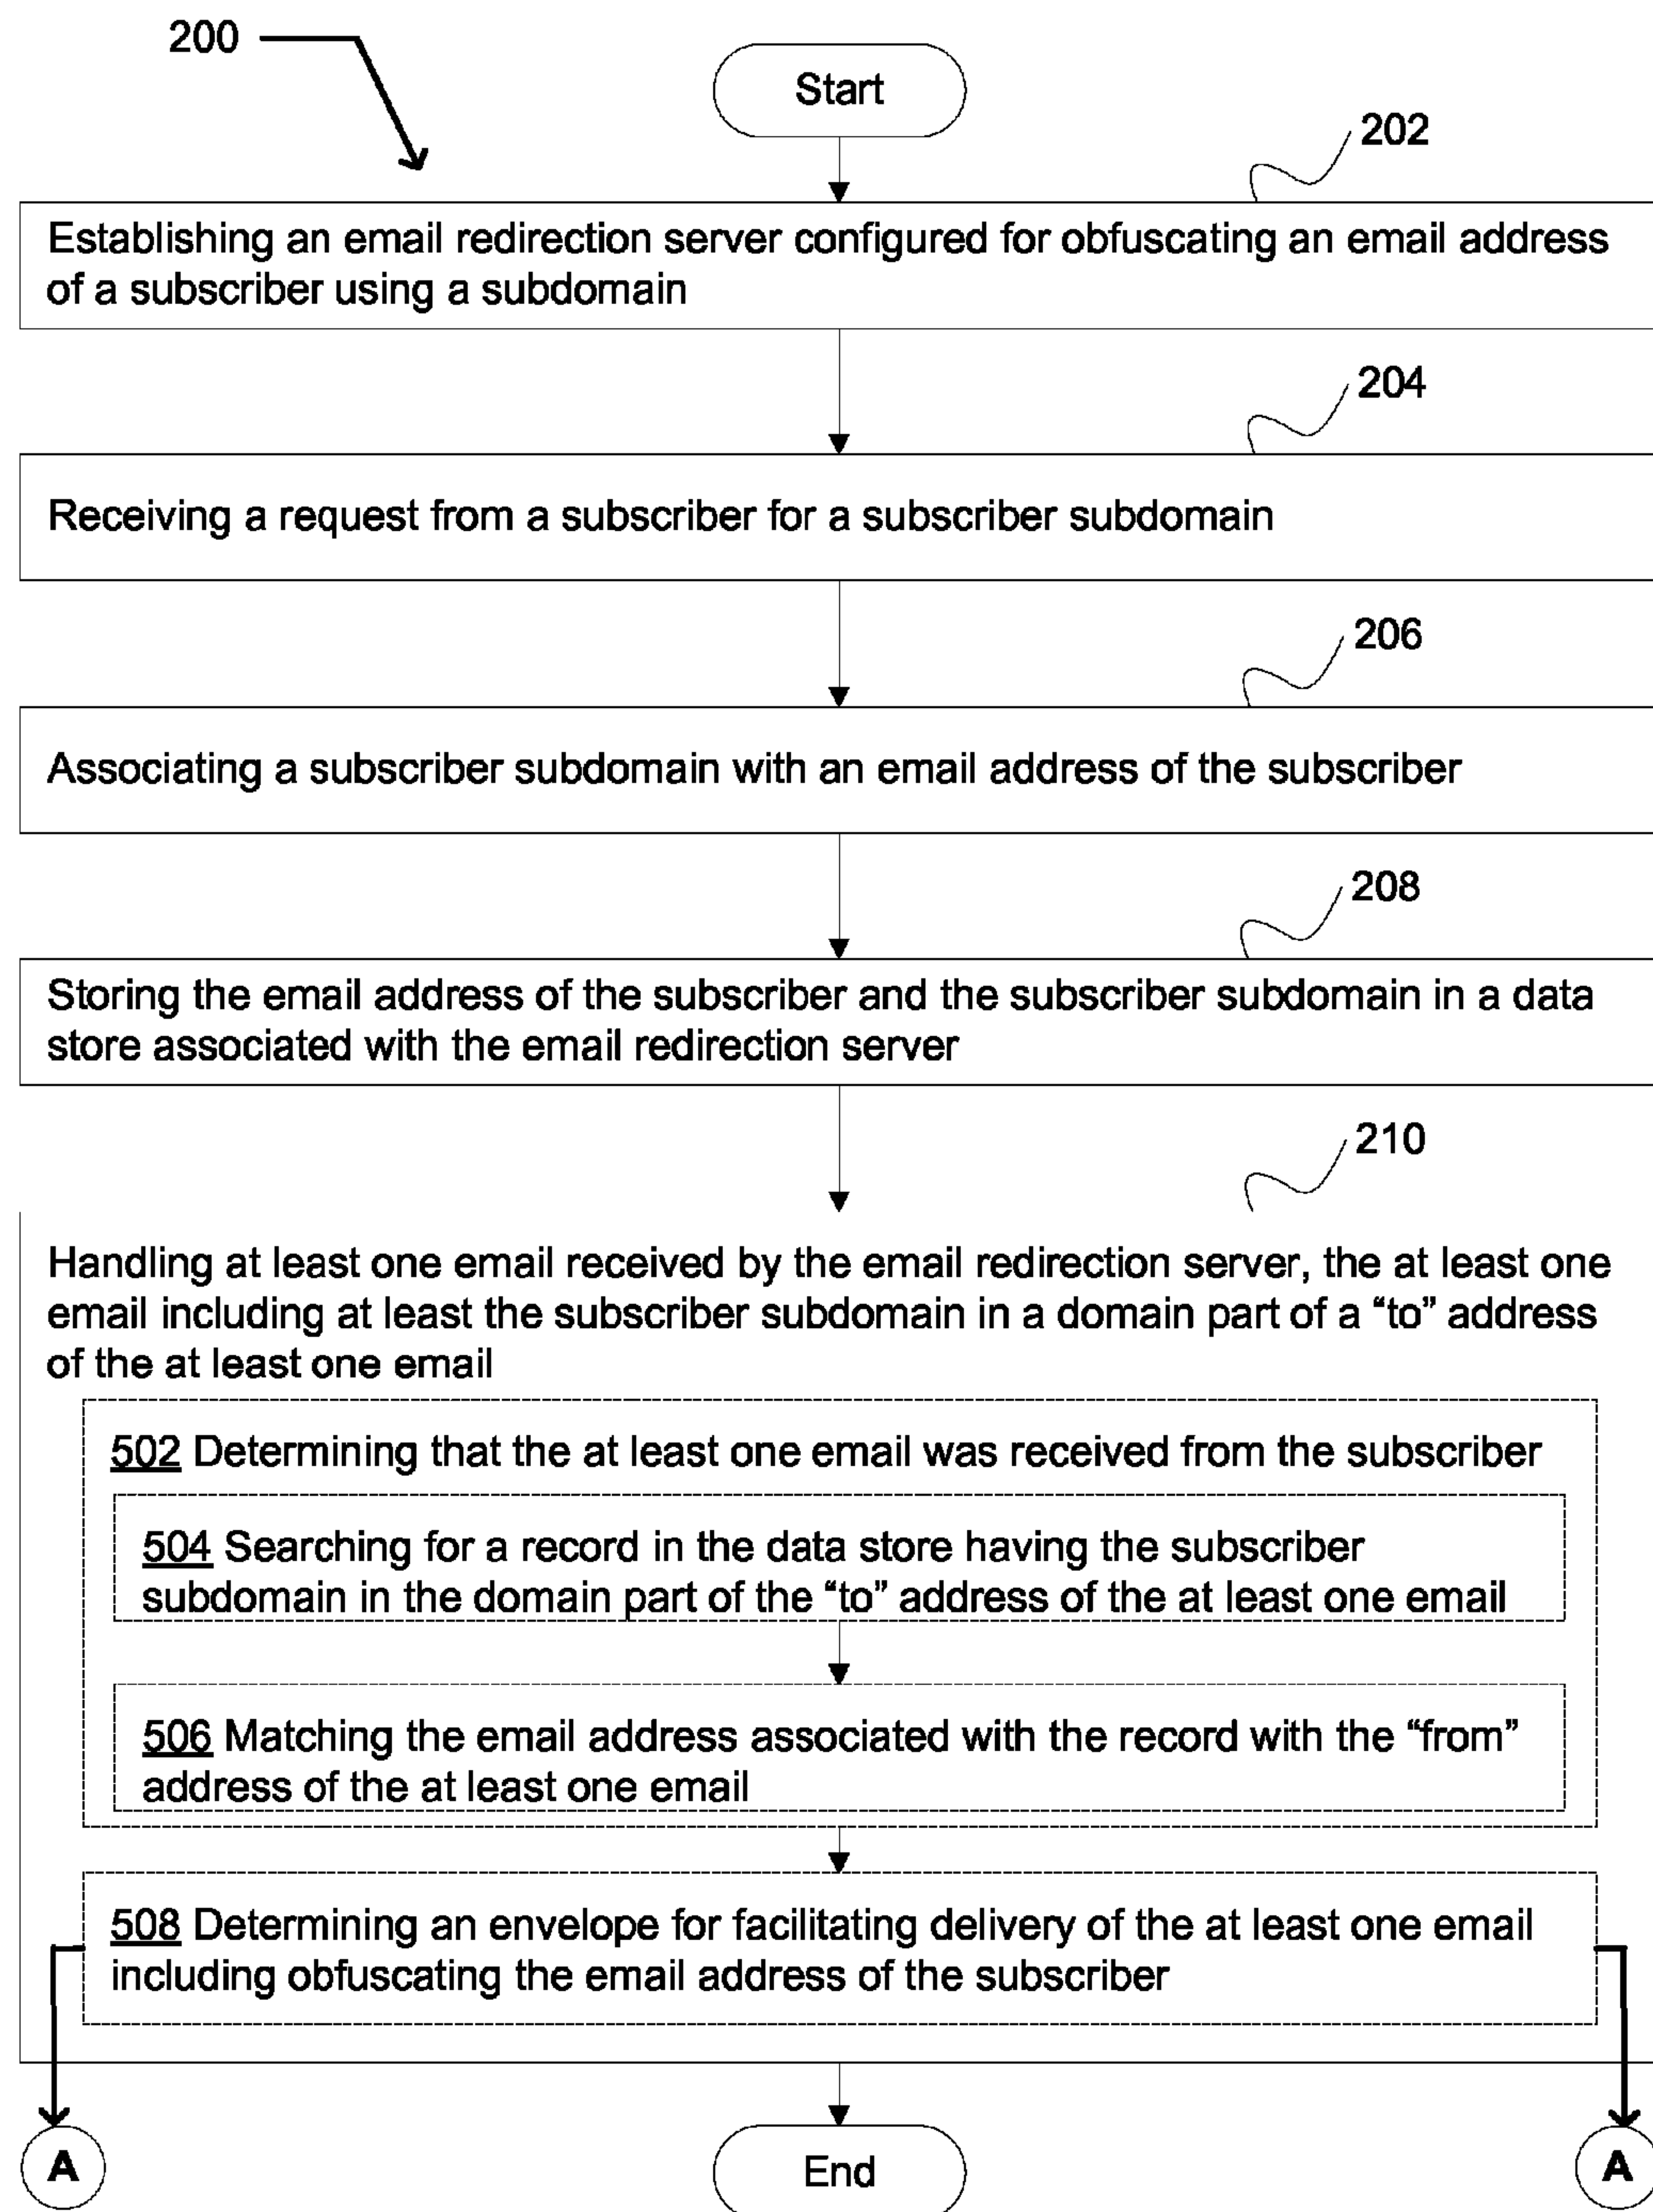 200
Start
202
Establishing an email redirection server configured for obfuscating an email address
of a subscriber using a subdomain
204
Receiving a request from a subscriber for a subscriber subdomain
206
Associating a subscriber subdomain with an email address of the subscriber
208
Storing the email address of the subscriber and the subscriber subdomain in a data
store associated with the email redirection server
210
Handling at least one email received by the email redirection server, the at least one
email including at least the subscriber subdomain in a domain part of a “to” address
of the at least one email
502 Determining that the at least one email was received from the subscriber
504 Searching for a record in the data store having the subscriber
subdomain in the domain part of the “to” address of the at least one email
506 Matching the email address associated with the record with the “from”
address of the at least one email
508 Determining an envelope for facilitating delivery of the at least one email
including obfuscating the email address of the subscriber
A
End
A